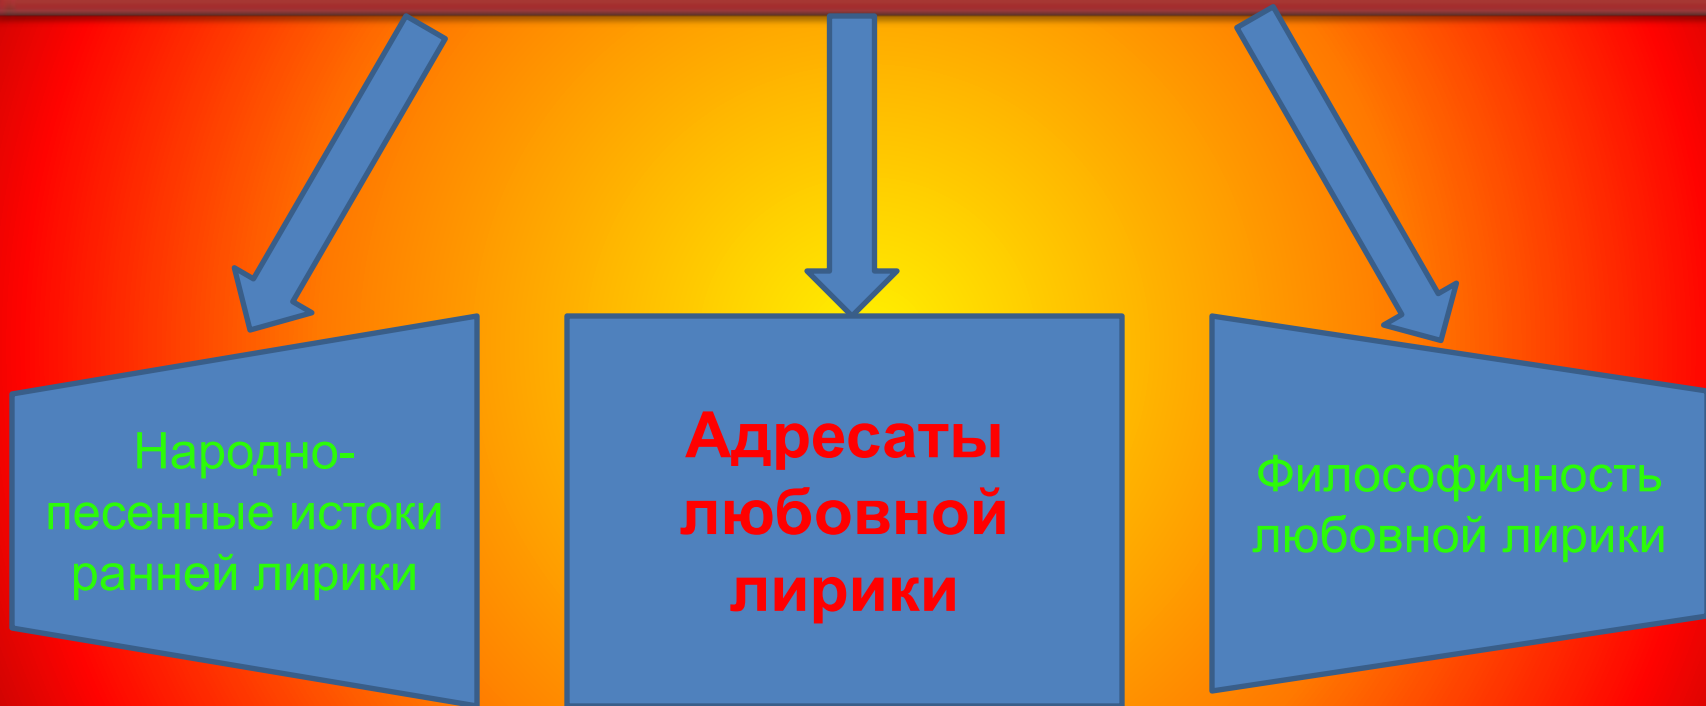 Народно-
песенные истоки
ранней лирики
Адресаты
любовной
лирики
Философичность
любовной лирики